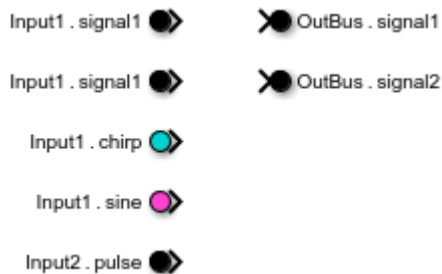 Input1 . signal1
OutBus . signal1
Input1 . signal1
OutBus . signal2
Input1 . chirp
Input1 . sine
Input2 . pulse